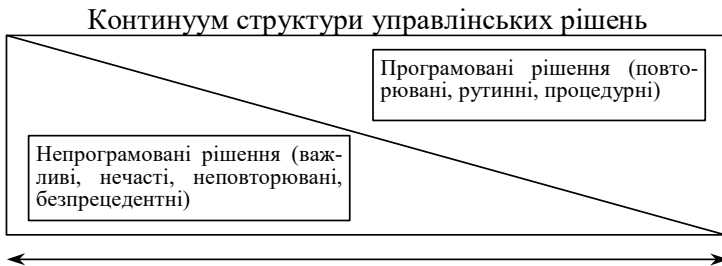 Континуум структури управлінських рішень
Програмовані рішення (повто-
рювані, рутинні, процедурні)
Непрограмовані рішення (важ-
ливі, нечасті, неповторювані,
безпрецедентні)